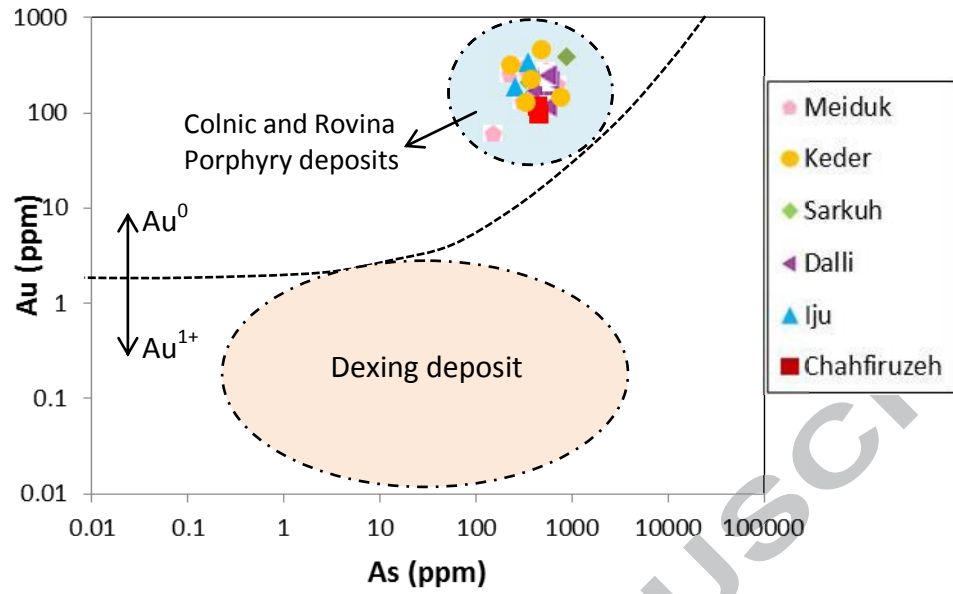 1000
100
10
1
0.1
0.01
Au (ppm)
Colnic and Rovina
Porphyry deposits
Au0
Au1+
Dexing deposit
0.01 0.1 1 10 100 1000 10000 100000
As (ppm)
Meiduk
Keder
Sarkuh
Dalli
Iju
Chahfiruzeh
USCI